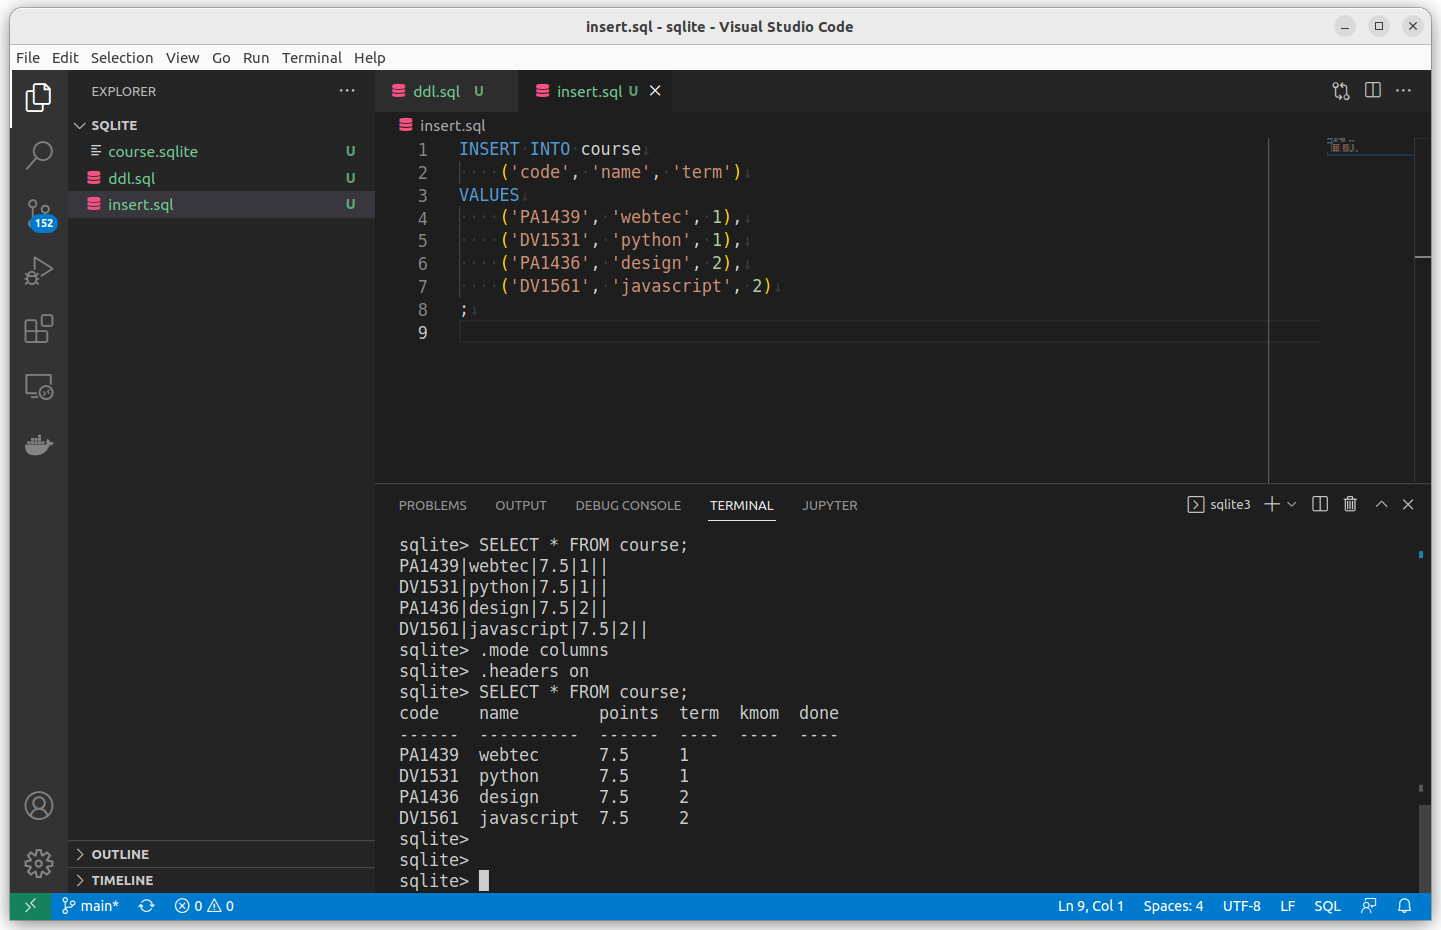 insert.sql - sqlite - Visual Studio Code
File Edit Selection View Go Run Terminal Help
EXPLORER
SQLITE
course.sqlite U
ddl.sql U
insert.sql U
152
OUTLINE
TIMELINE
ddl.sql U insert.sql U
insert.sql
1 INSERT INTO course
2 ('code', 'name', 'term')
3 VALUES
4 ('PA1439', 'webtec', 1),
5 ('DV1531', 'python', 1),
6 ('PA1436', 'design', 2),
7 ('DV1561', 'javascript', 2)
8 ;
9
PROBLEMS OUTPUT DEBUG CONSOLE TERMINAL JUPYTER sqlite3
sqlite> SELECT * FROM course;
PA1439|webtec|7.5|1||
DV1531|python|7.5|1||
PA1436|design|7.5|2||
DV1561|javascript|7.5|2||
sqlite> .mode columns
sqlite> .headers on
sqlite> SELECT * FROM course;
code    name        points  term  kmom  done
------  ----------  ------  ----  ----  ----
PA1439  webtec      7.5     1
DV1531  python      7.5     1
PA1436  design      7.5     2
DV1561  javascript  7.5     2
sqlite>
sqlite>
sqlite>
main* 0 0 Ln 9, Col 1 Spaces: 4 UTF-8 LF SQL